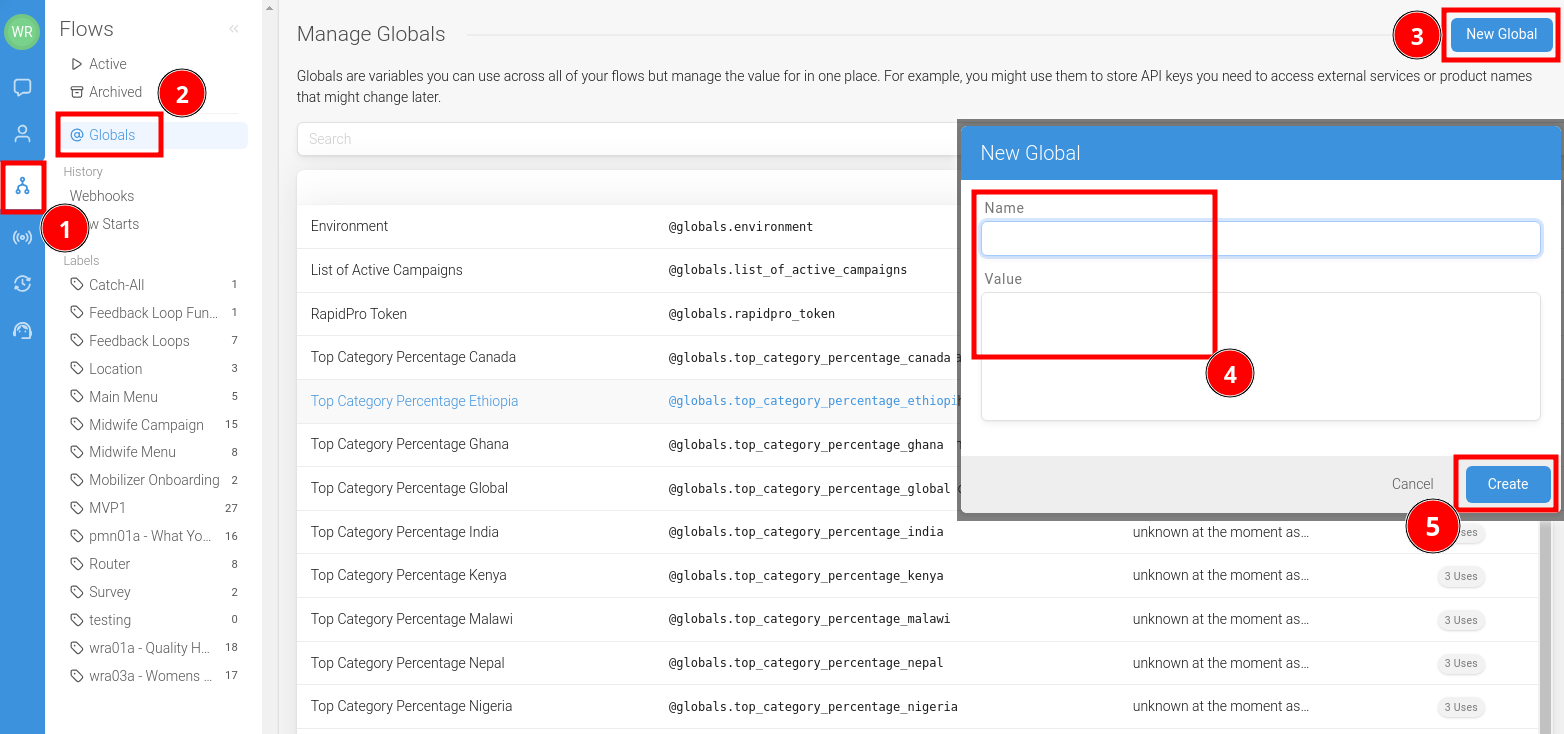 WR
Flows
Active
Archived
2
Globals
History
Webhooks
1
w Starts
Labels
Catch-All 1
Feedback Loop Fun... 1
Feedback Loops 7
Location 3
Main Menu 5
Midwife Campaign 15
Midwife Menu 8
Mobilizer Onboarding 2
MVP1 27
pmn01a - What Yo... 16
Router 8
Survey 2
testing 0
wra01a - Quality H... 18
wra03a - Womens ... 17
Manage Globals
3
New Global
Globals are variables you can use across all of your flows but manage the value for in one place. For example, you might use them to store API keys you need to access external services or product names
that might change later.
Search
Environment @globals.environment
List of Active Campaigns @globals.list_of_active_campaigns
RapidPro Token @globals.rapidpro_token
Top Category Percentage Canada @globals.top_category_percentage_canada
Top Category Percentage Ethiopia @globals.top_category_percentage_ethiopi
Top Category Percentage Ghana @globals.top_category_percentage_ghana
Top Category Percentage Global @globals.top_category_percentage_global
Top Category Percentage India @globals.top_category_percentage_india unknown at the moment as... ses
Top Category Percentage Kenya @globals.top_category_percentage_kenya unknown at the moment as... 3 Uses
Top Category Percentage Malawi @globals.top_category_percentage_malawi unknown at the moment as... 3 Uses
Top Category Percentage Nepal @globals.top_category_percentage_nepal unknown at the moment as... 3 Uses
Top Category Percentage Nigeria @globals.top_category_percentage_nigeria unknown at the moment as... 3 Uses
New Global
Name
Value
4
Cancel
Create
5